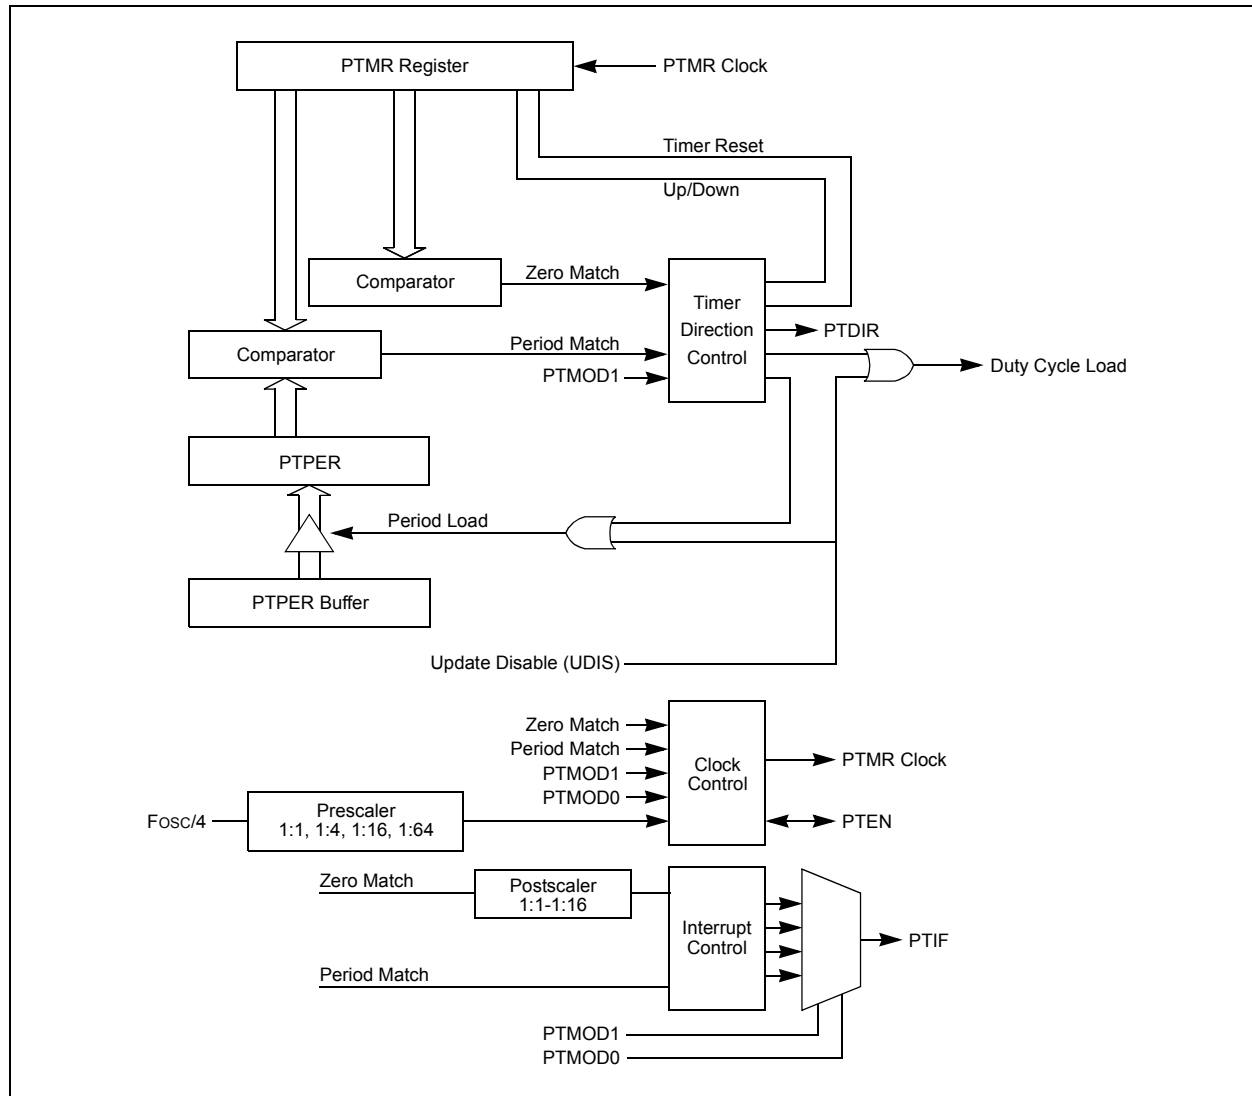 PTMR Register
PTMR Clock
Timer Reset
Up/Down
Comparator
Zero Match
Timer
Direction
Control
PTDIR
Comparator
Period Match
PTMOD1
Duty Cycle Load
PTPER
Period Load
PTPER Buffer
Update Disable (UDIS)
Zero Match
Period Match
PTMOD1
PTMOD0
Clock
Control
PTMR Clock
PTEN
FOSC/4
Prescaler
1:1, 1:4, 1:16, 1:64
Zero Match
Postscaler
1:1-1:16
Interrupt
Control
PTIF
Period Match
PTMOD1
PTMOD0